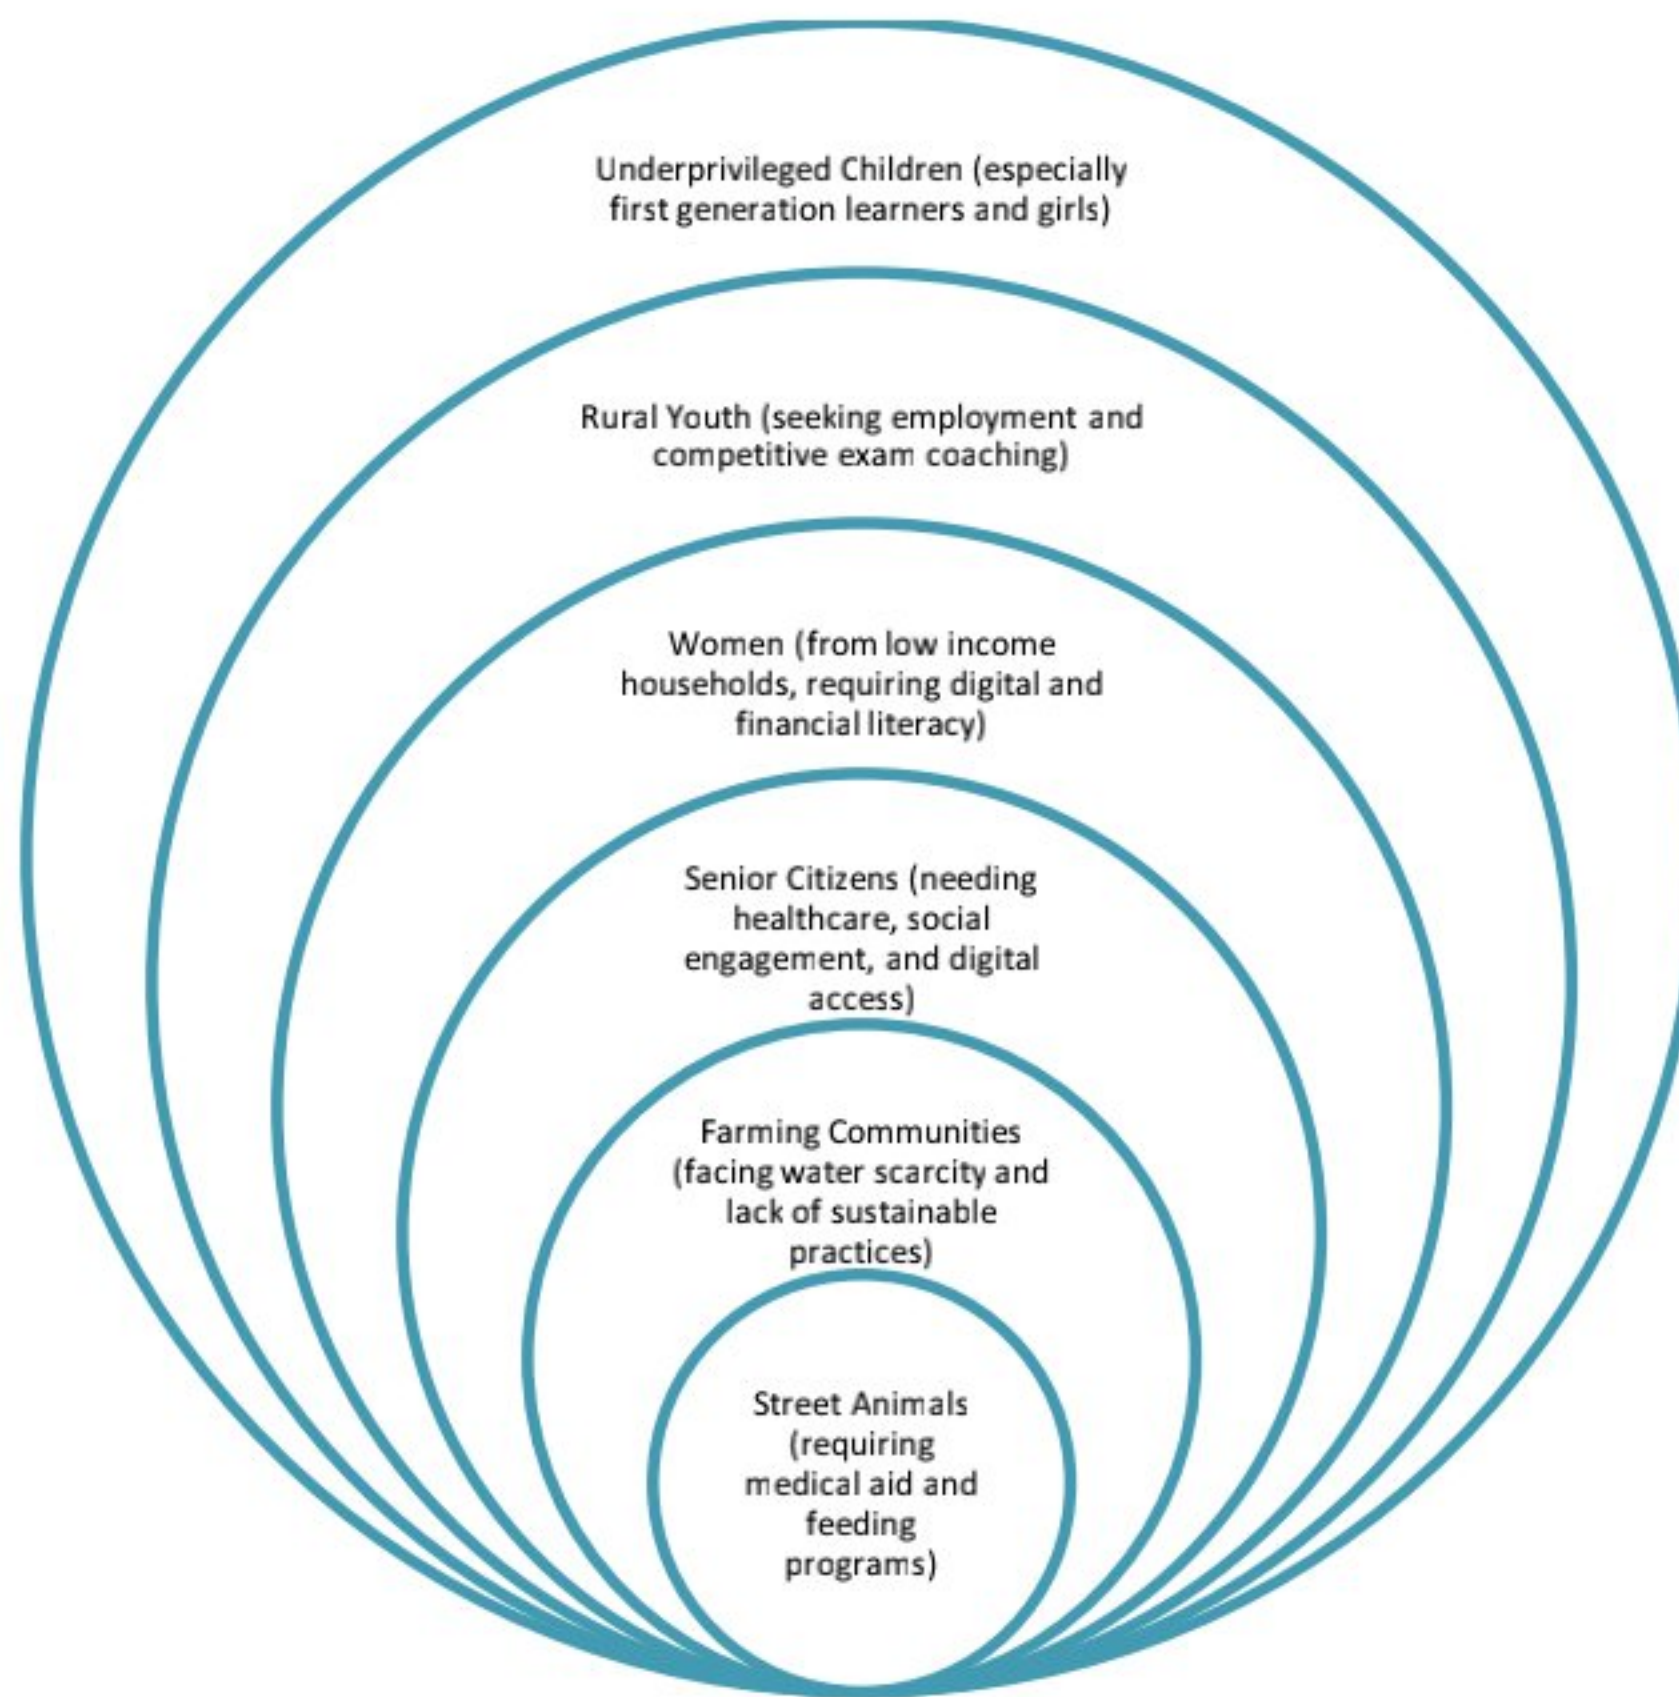 Underprivileged Children (especially
first generation learners and girls)
Rural Youth (seeking employment and
competitive exam coaching)
Women (from low income
households, requiring digital and
financial literacy)
Senior Citizens (needing
healthcare, social
engagement, and digital
access)
Farming Communities
(facing water scarcity and
lack of sustainable
practices)
Street Animals
(requiring
medical aid and
feeding
programs)